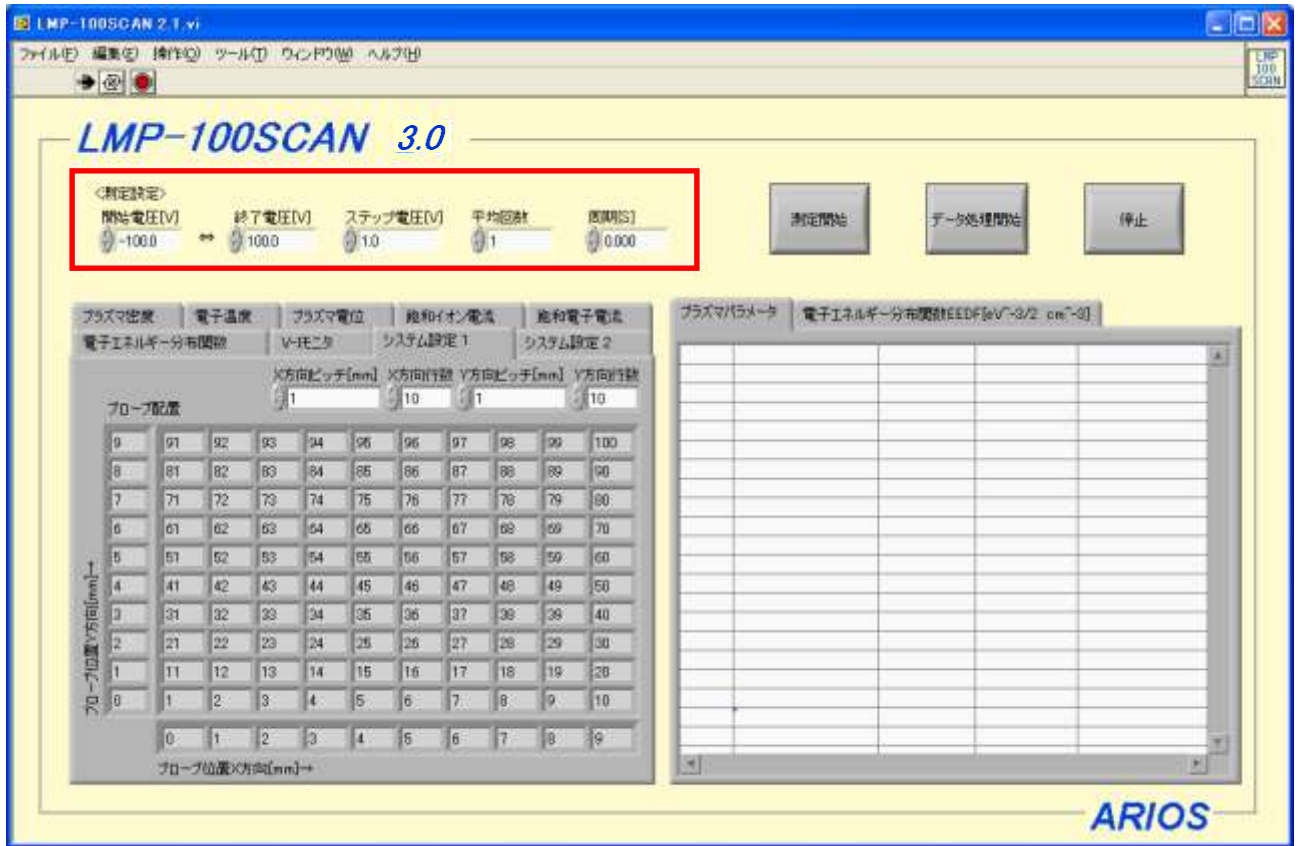 LMP-100SCAN 2.1.vi
ファイル(F) 編集(E) 操作(O) ツール(T) ウィンドウ(W) ヘルプ(H)
LMP 100 SCAN
LMP-100SCAN 3.0
<測定設定>
開始電圧[V] 終了電圧[V] ステップ電圧[V] 平均回数 周期[S]
-100.0 ⇔ 100.0 1.0 1 0.000
測定開始 データ処理開始 停止
プラズマ密度 電子温度 プラズマ電位 飽和イオン電流 飽和電子電流
電子エネルギー分布関数 V-Iモニタ システム設定 1 システム設定 2
プラズマパラメータ 電子エネルギー分布関数EEDF[eV^-3/2 cm^-3]
X方向ピッチ[mm] X方向行数 Y方向ピッチ[mm] Y方向行数
1 10 1 10
プローブ配置
9 91 92 93 94 95 96 97 98 99 100
8 81 82 83 84 85 86 87 88 89 90
7 71 72 73 74 75 76 77 78 79 80
6 61 62 63 64 65 66 67 68 69 70
5 51 52 53 54 55 56 57 58 59 60
4 41 42 43 44 45 46 47 48 49 50
3 31 32 33 34 35 36 37 38 39 40
2 21 22 23 24 25 26 27 28 29 30
1 11 12 13 14 15 16 17 18 19 20
0 1 2 3 4 5 6 7 8 9 10
0 1 2 3 4 5 6 7 8 9
プローブ位置Y方向[mm]→
プローブ位置X方向[mm]→
ARIOS